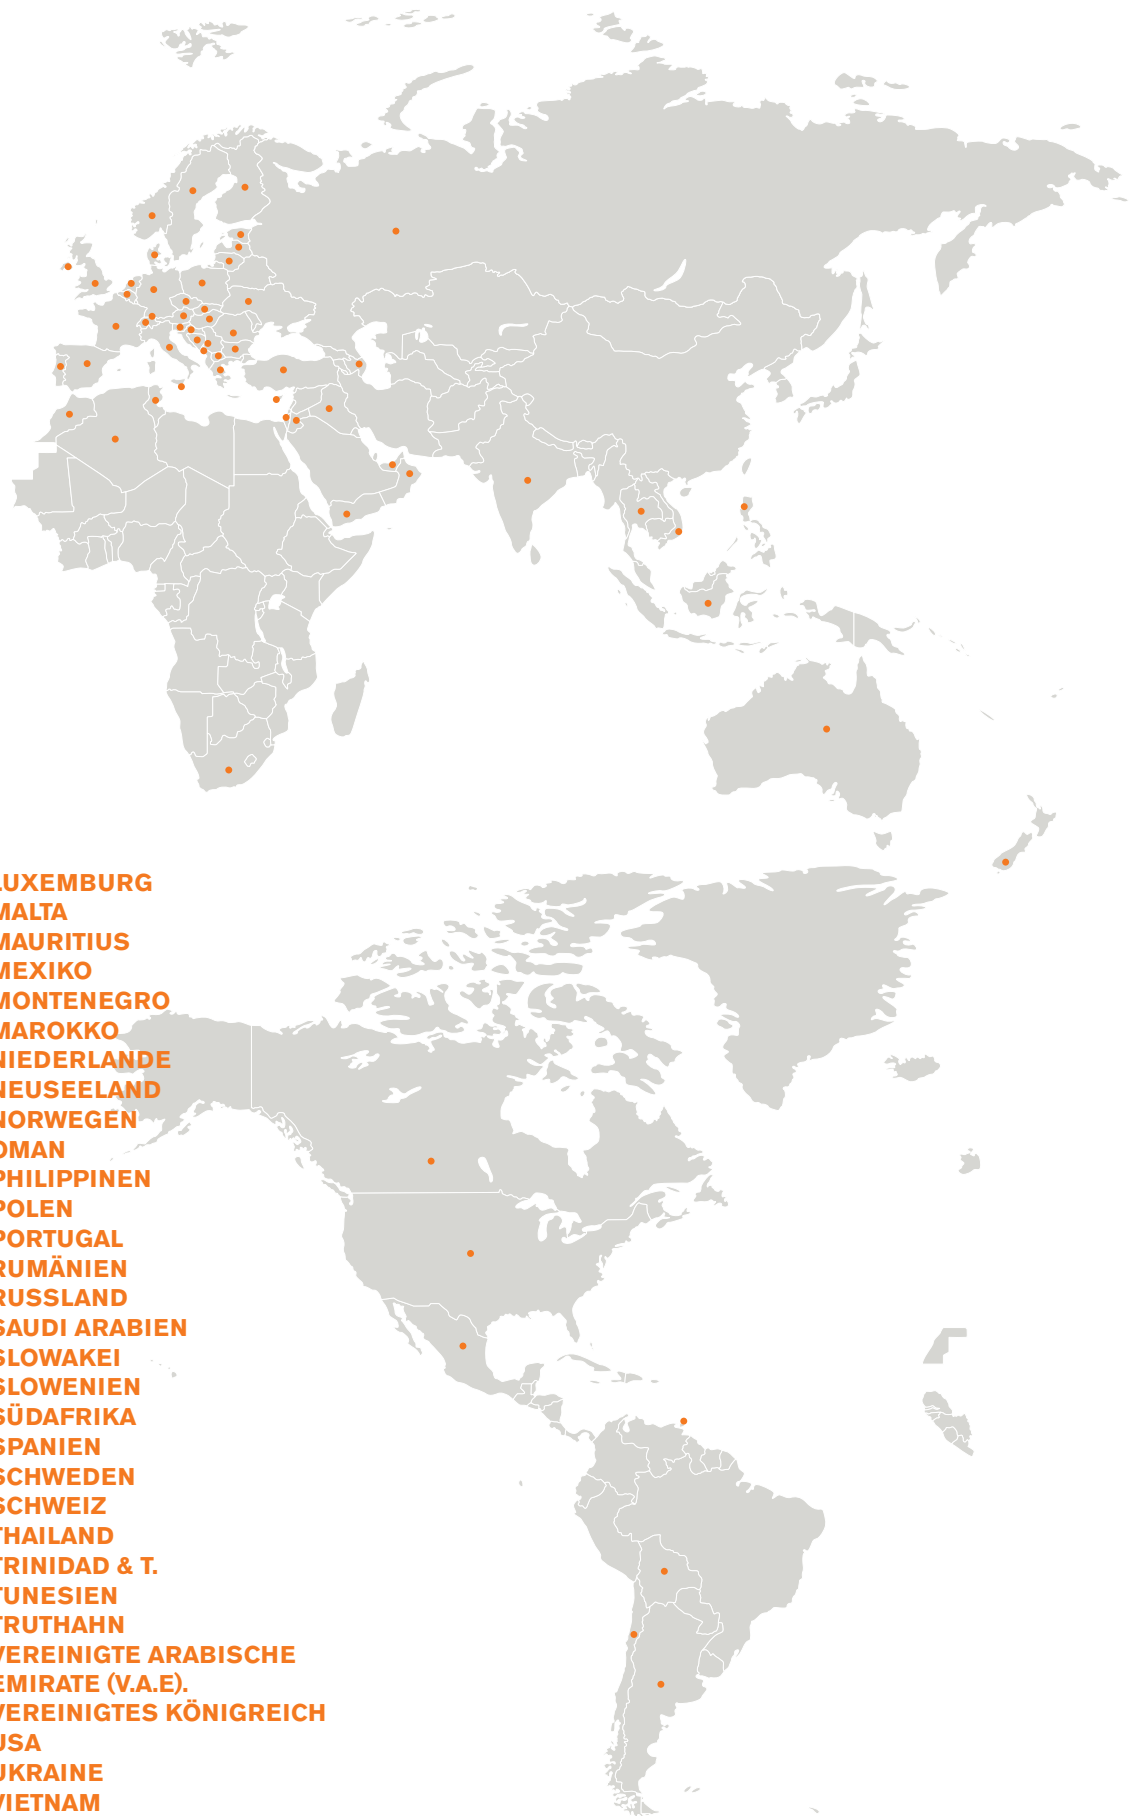 LUXEMBURG
MALTA
MAURITIUS
MEXIKO
MONTENEGRO
MAROKKO
NIEDERLANDE
NEUSEELAND
NORWEGEN
OMAN
PHILIPPINEN
POLEN
PORTUGAL
RUMÄNIEN
RUSSLAND
SAUDI ARABIEN
SLOWAKEI
SLOWENIEN
SÜDAFRIKA
SPANIEN
SCHWEDEN
SCHWEIZ
THAILAND
TRINIDAD & T.
TUNESIEN
TRUTHAHN
VEREINIGTE ARABISCHE
EMIRATE (V.A.E).
VEREINIGTES KÖNIGREICH
USA
UKRAINE
VIETNAM